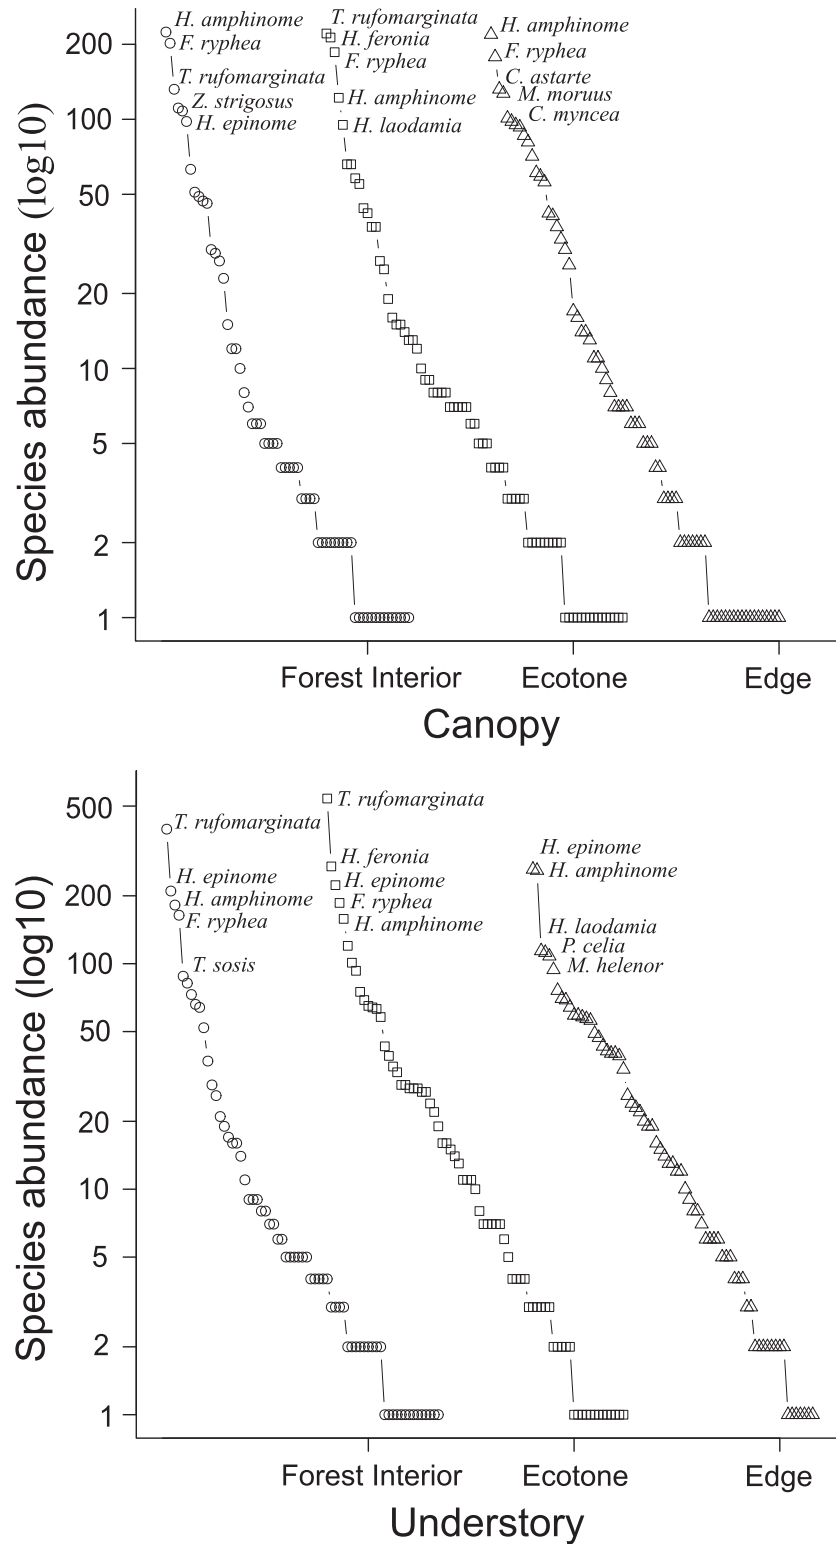 Species abundance (log10)
200
100
50
20
10
5
2
1
H. amphinome
F. ryphea
T. rufomarginata
Z. strigosus
H. epinome
T. rufomarginata
H. feronia
F. ryphea
H. amphinome
H. laodamia
H. amphinome
F. ryphea
C. astarte
M. moruus
C. myncea
Forest Interior
Ecotone
Edge
Canopy
Species abundance (log10)
500
200
100
50
20
10
5
2
1
T. rufomarginata
H. epinome
H. amphinome
F. ryphea
T. sosis
T. rufomarginata
H. feronia
H. epinome
F. ryphea
H. amphinome
H. epinome
H. amphinome
H. laodamia
P. celia
M. helenor
Forest Interior
Ecotone
Edge
Understory